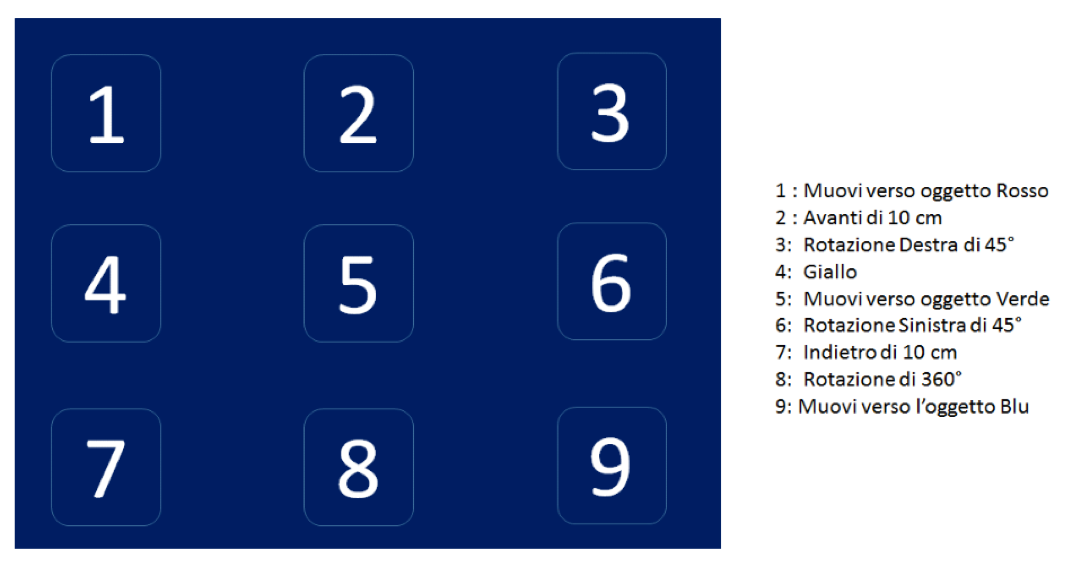 1 2 3
4 5 6
7 8 9
1 : Muovi verso oggetto Rosso
2 : Avanti di 10 cm
3: Rotazione Destra di 45°
4: Giallo
5: Muovi verso oggetto Verde
6: Rotazione Sinistra di 45°
7: Indietro di 10 cm
8: Rotazione di 360°
9: Muovi verso l’oggetto Blu